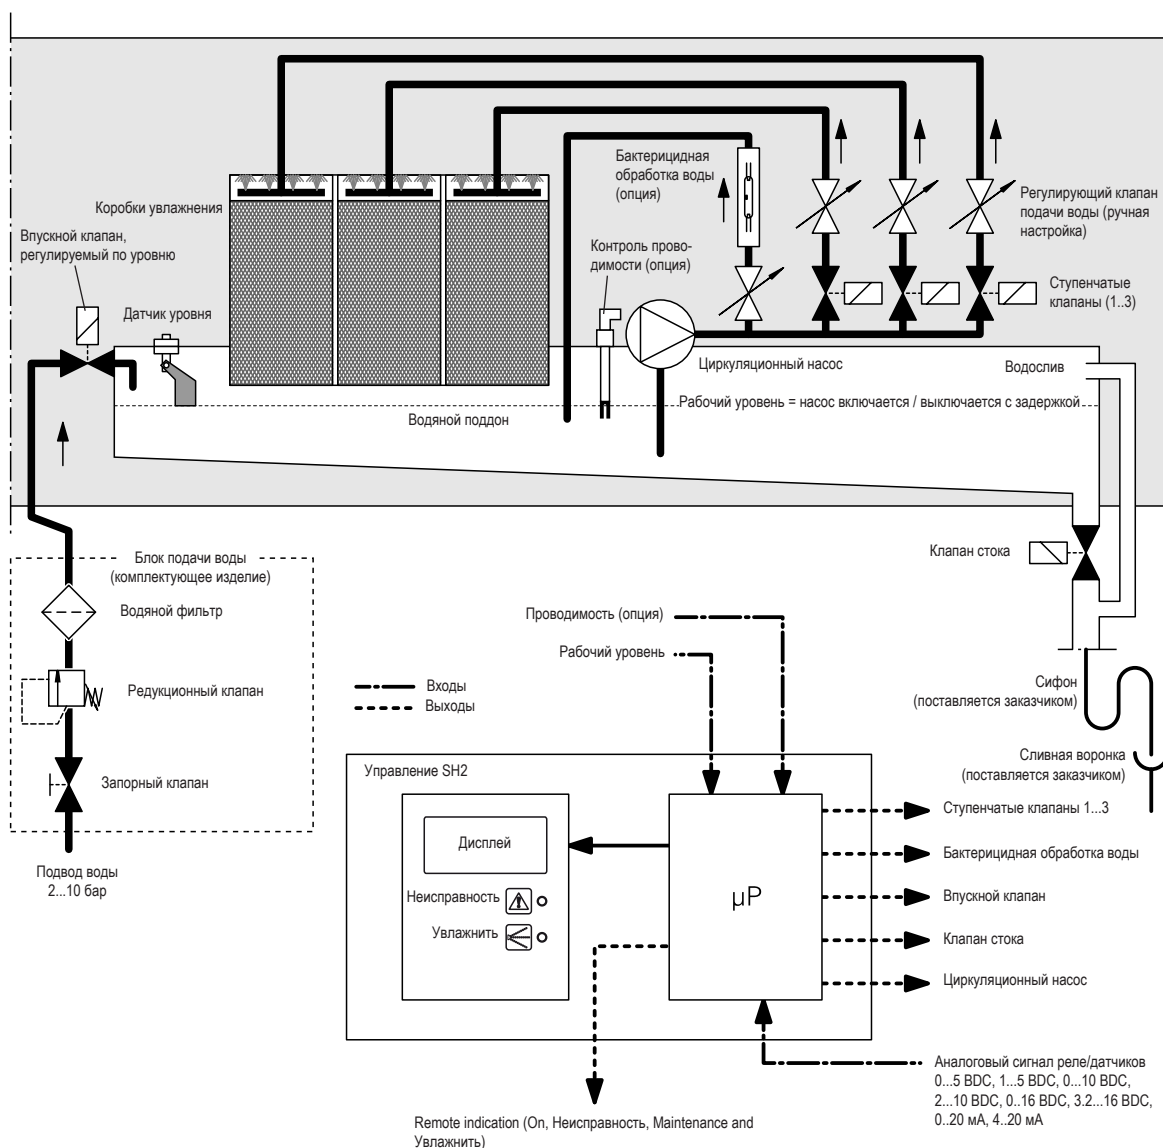 Бактерицидная
обработка воды
(опция)
Коробки увлажнения
Регулирующий клапан
подачи воды (ручная
настройка)
Впускной клапан,
регулируемый по уровню
Контроль прово-
димости (опция)
Датчик уровня
Ступенчатые
клапаны (1..3)
Циркуляционный насос
Водослив
Рабочий уровень = насос включается / выключается с задержкой
Водяной поддон
Блок подачи воды
(комплектующее изделие)
Клапан стока
Водяной фильтр
Проводимость (опция)
Рабочий уровень
Редукционный клапан
Входы
Выходы
Сифон
(поставляется заказчиком)
Сливная воронка
(поставляется заказчиком)
Запорный клапан
Управление SH2
Ступенчатые клапаны 1...3
Дисплей
Бактерицидная обработка воды
Подвод воды
2...10 бар
Неисправность
µP
Впускной клапан
Увлажнить
Клапан стока
Циркуляционный насос
Аналоговый сигнал реле/датчиков
0...5 ВDC, 1...5 ВDC, 0...10 ВDC,
2...10 ВDC, 0..16 ВDC, 3.2...16 ВDC,
0..20 мА, 4..20 мА
Remote indication (On, Неисправность, Maintenance and
Увлажнить)